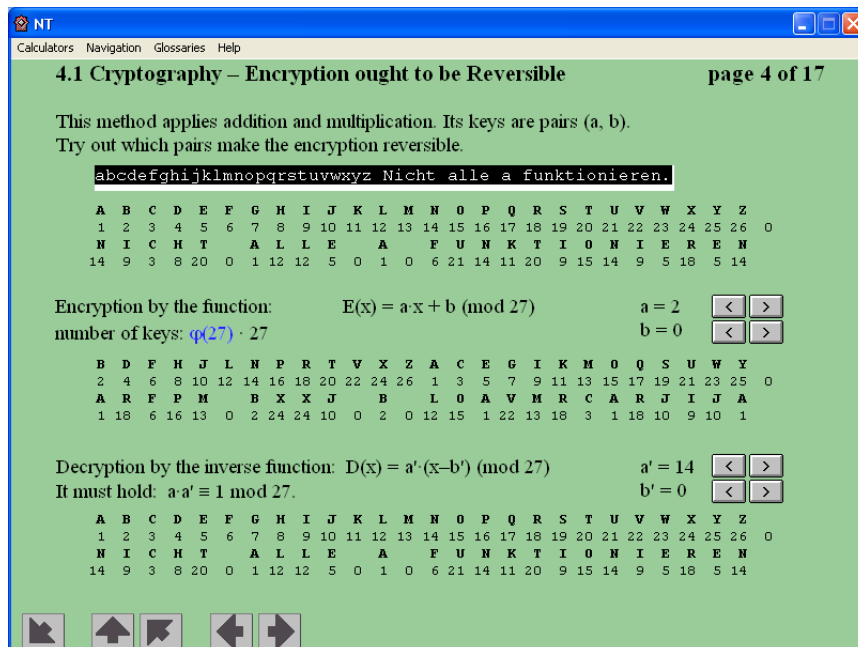 NT
Calculators Navigation Glossaries Help
4.1 Cryptography – Encryption ought to be Reversible page 4 of 17
This method applies addition and multiplication. Its keys are pairs (a, b).
Try out which pairs make the encryption reversible.
abcdefghijklmnopqrstuvwxyz Nicht alle a funktionieren.
A B C D E F G H I J K L M N O P Q R S T U V W X Y Z
1 2 3 4 5 6 7 8 9 10 11 12 13 14 15 16 17 18 19 20 21 22 23 24 25 26 0
N I C H T A L L E A F U N K T I O N I E R E N
14 9 3 8 20 0 1 12 12 5 0 1 0 6 21 14 11 20 9 15 14 9 5 18 5 14
Encryption by the function: E(x) = a·x + b (mod 27) a = 2 < >
number of keys: φ(27) · 27 b = 0 < >
B D F H J L N P R T V X Z A C E G I K M O Q S U W Y
2 4 6 8 10 12 14 16 18 20 22 24 26 1 3 5 7 9 11 13 15 17 19 21 23 25 0
A R F P M B X X J B L O A V M R C A R J I J A
1 18 6 16 13 0 2 24 24 10 0 2 0 12 15 1 22 13 18 3 1 18 10 9 10 1
Decryption by the inverse function: D(x) = a'·(x–b') (mod 27) a' = 14 < >
It must hold: a·a' ≡ 1 mod 27. b' = 0 < >
A B C D E F G H I J K L M N O P Q R S T U V W X Y Z
1 2 3 4 5 6 7 8 9 10 11 12 13 14 15 16 17 18 19 20 21 22 23 24 25 26 0
N I C H T A L L E A F U N K T I O N I E R E N
14 9 3 8 20 0 1 12 12 5 0 1 0 6 21 14 11 20 9 15 14 9 5 18 5 14